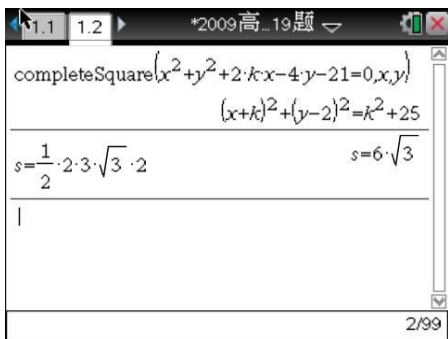 1.1 1.2 *2009高…19题
completeSquare(x²+y²+2·k·x−4·y−21=0,x,y)
(x+k)²+(y−2)²=k²+25
s=1/2·2·3·√3·2 s=6·√3
2/99